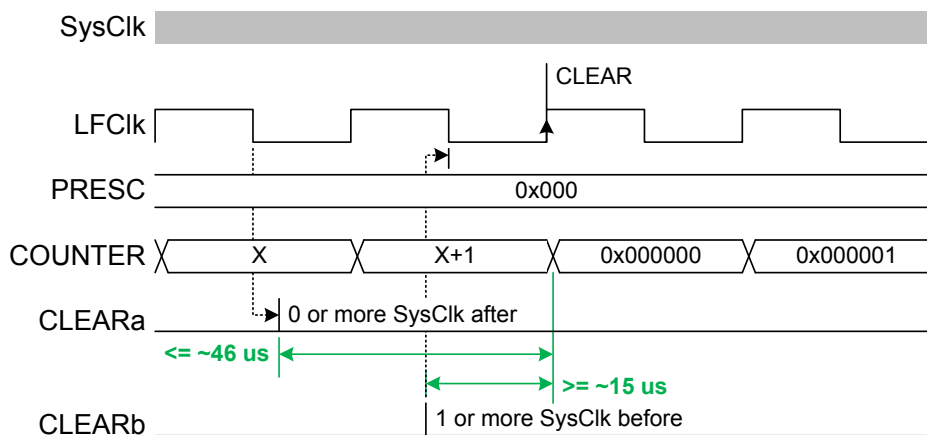 SysClk
CLEAR
LFClk
PRESC
0x000
COUNTER
X
X+1
0x000000
0x000001
CLEARa
0 or more SysClk after
<= ~46 us
>= ~15 us
CLEARb
1 or more SysClk before